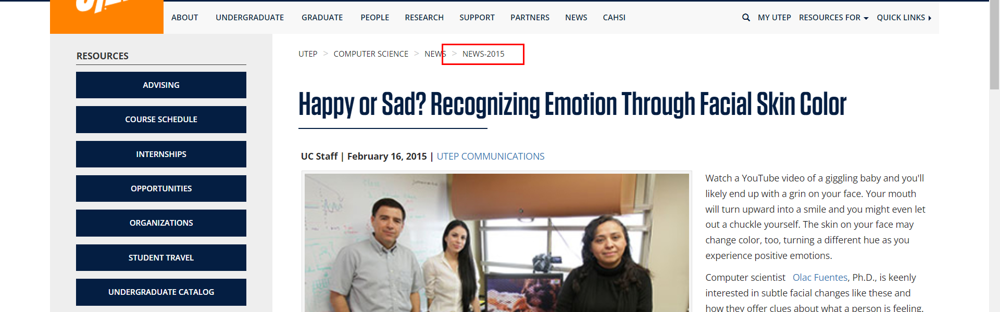 ABOUT UNDERGRADUATE GRADUATE PEOPLE RESEARCH SUPPORT PARTNERS NEWS CAHSI MY UTEP RESOURCES FOR QUICK LINKS
RESOURCES
ADVISING
COURSE SCHEDULE
INTERNSHIPS
OPPORTUNITIES
ORGANIZATIONS
STUDENT TRAVEL
UNDERGRADUATE CATALOG
UTEP > COMPUTER SCIENCE > NEWS > NEWS-2015
Happy or Sad? Recognizing Emotion Through Facial Skin Color
UC Staff | February 16, 2015 | UTEP COMMUNICATIONS
Watch a YouTube video of a giggling baby and you'll
likely end up with a grin on your face. Your mouth
will turn upward into a smile and you might even let
out a chuckle yourself. The skin on your face may
change color, too, turning a different hue as you
experience positive emotions.
Computer scientist Olac Fuentes, Ph.D., is keenly
interested in subtle facial changes like these and
how they offer clues about what a person is feeling.